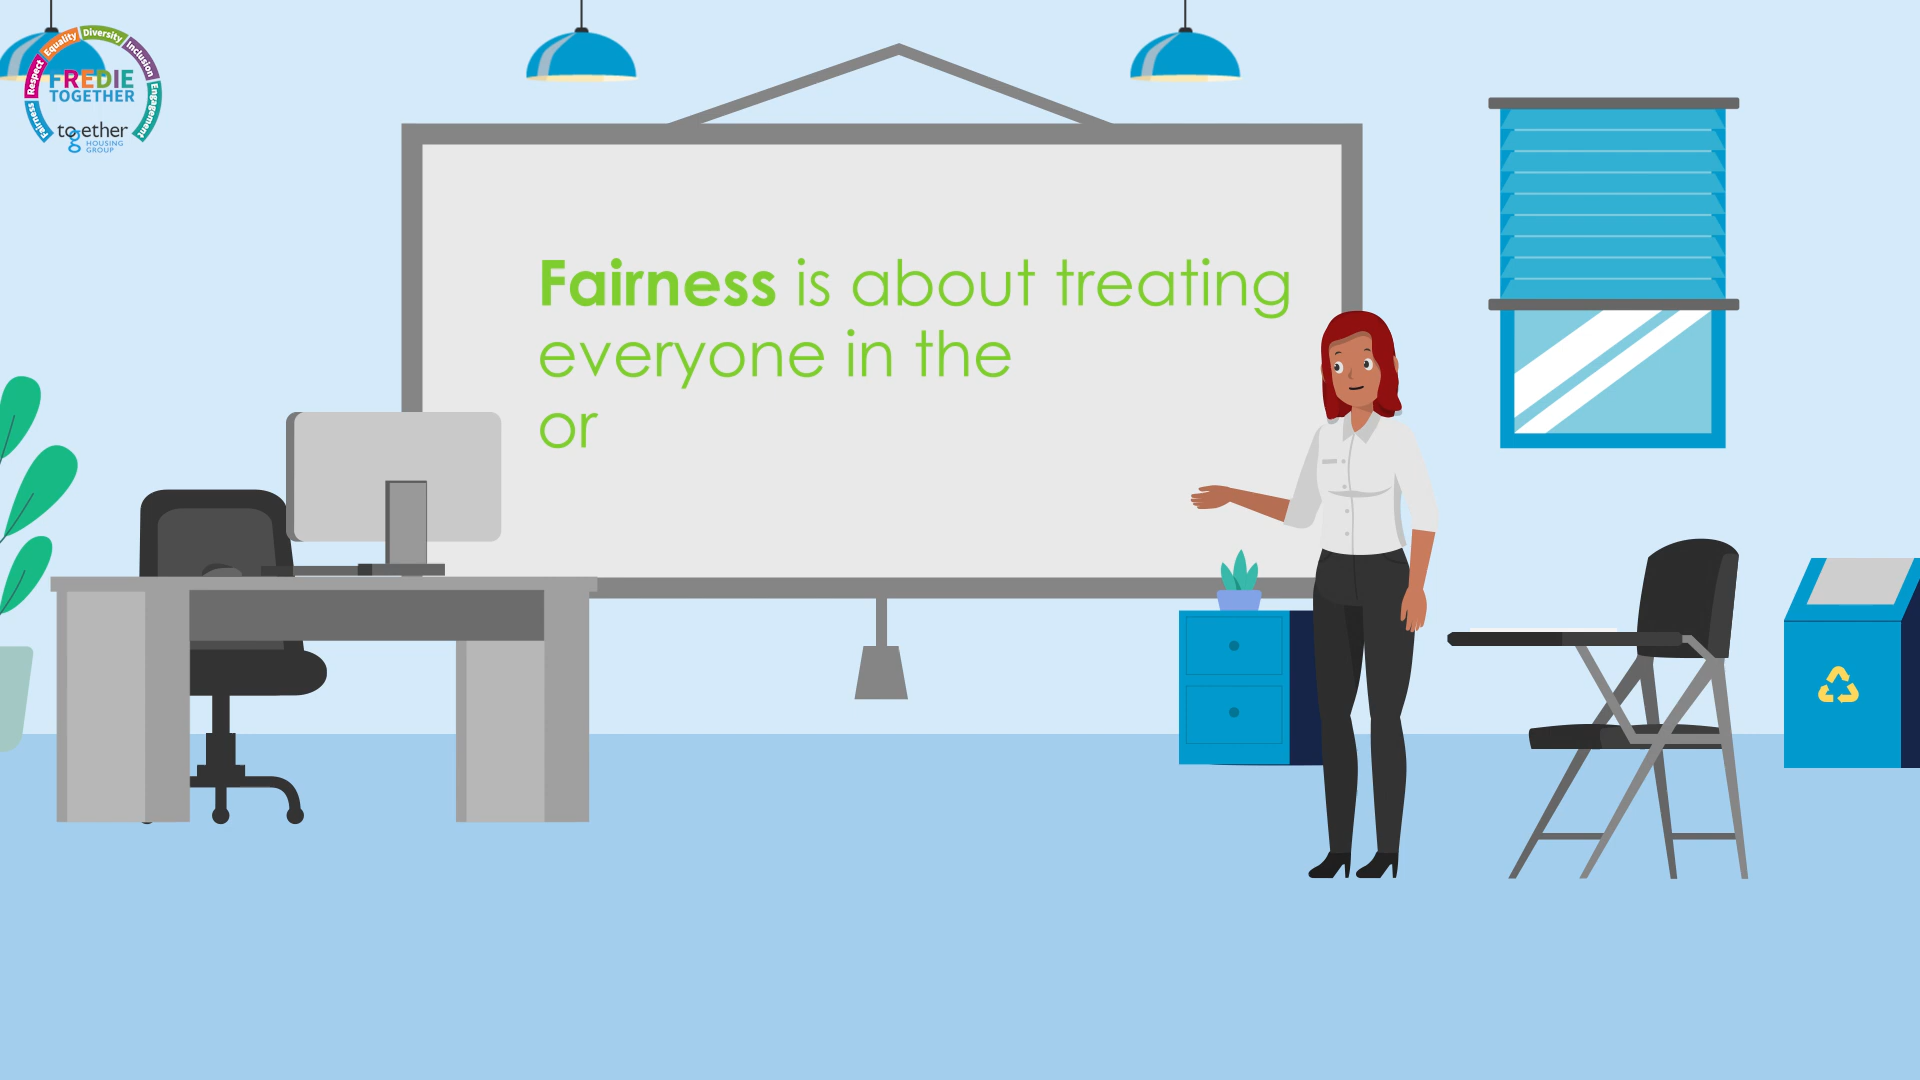 Fairness
Respect
Equality
Diversity
Inclusion
Engagement
FREDIE
TOGETHER
together
HOUSING
GROUP
Fairness is about treating
everyone in the
or